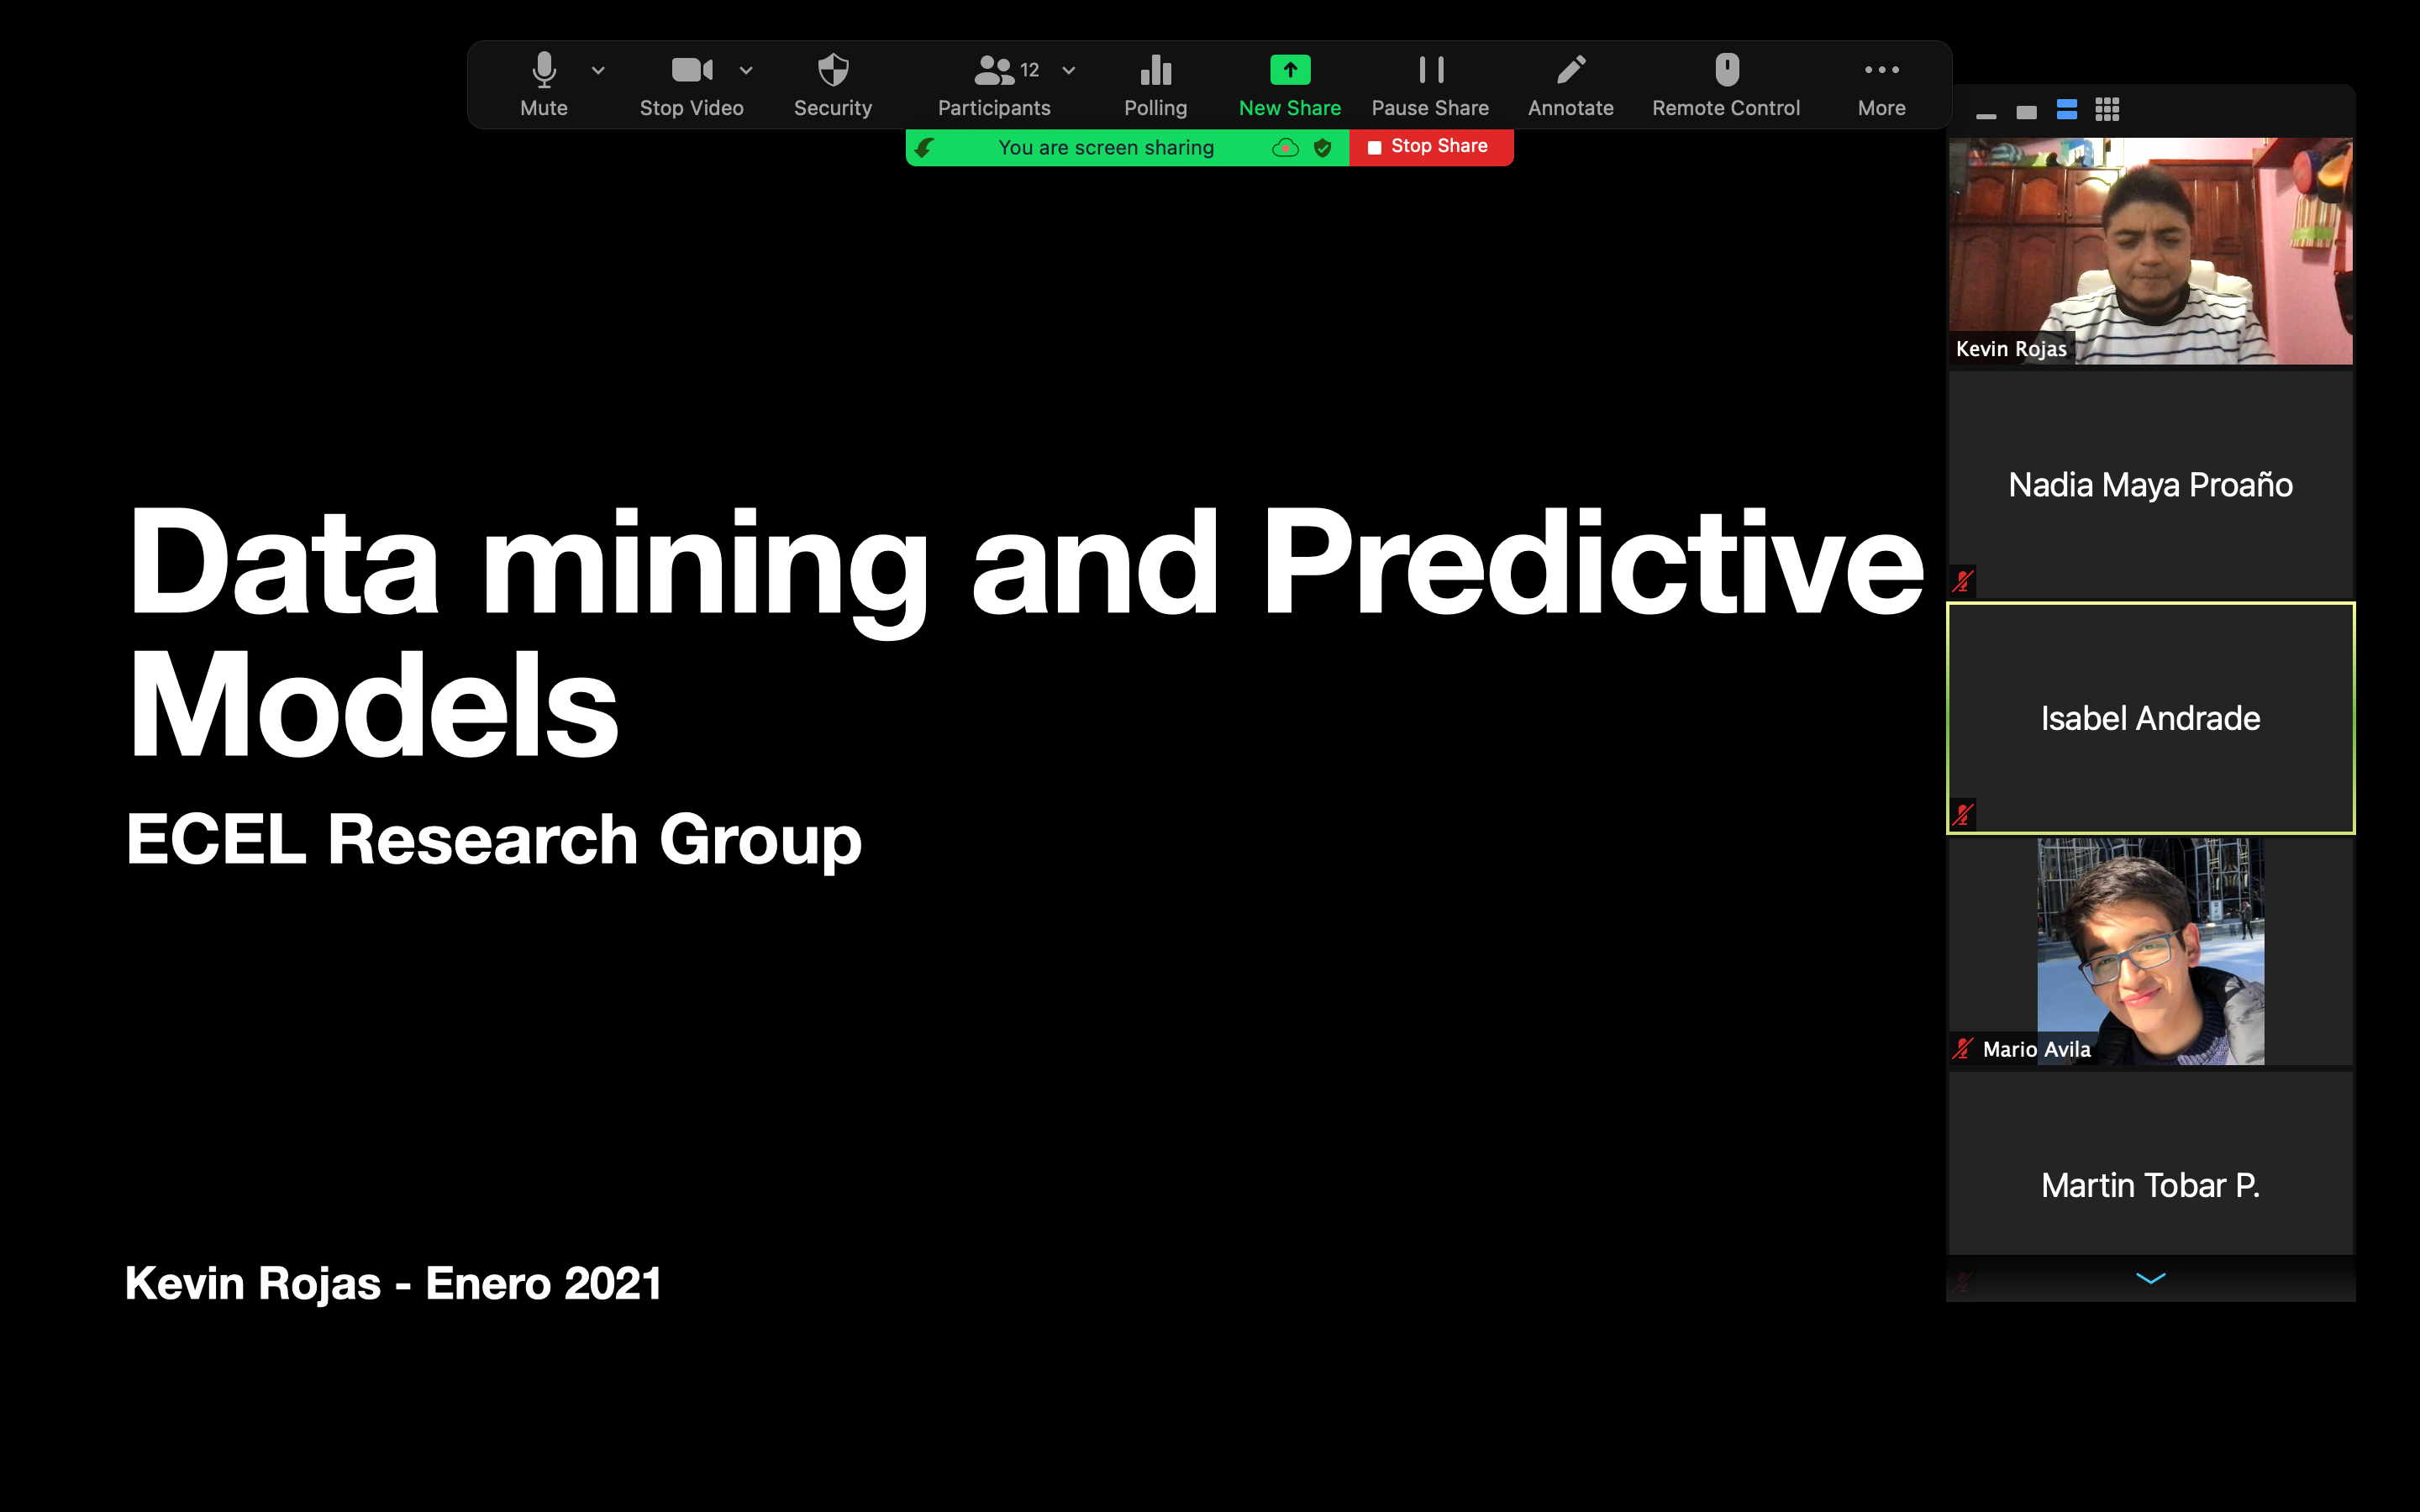 Mute
Stop Video
Security
12
Participants
Polling
New Share
Pause Share
Annotate
Remote Control
More
You are screen sharing
Stop Share
Data mining and Predictive
Models
ECEL Research Group
Kevin Rojas - Enero 2021
Kevin Rojas
Nadia Maya Proaño
Isabel Andrade
Mario Avila
Martin Tobar P.